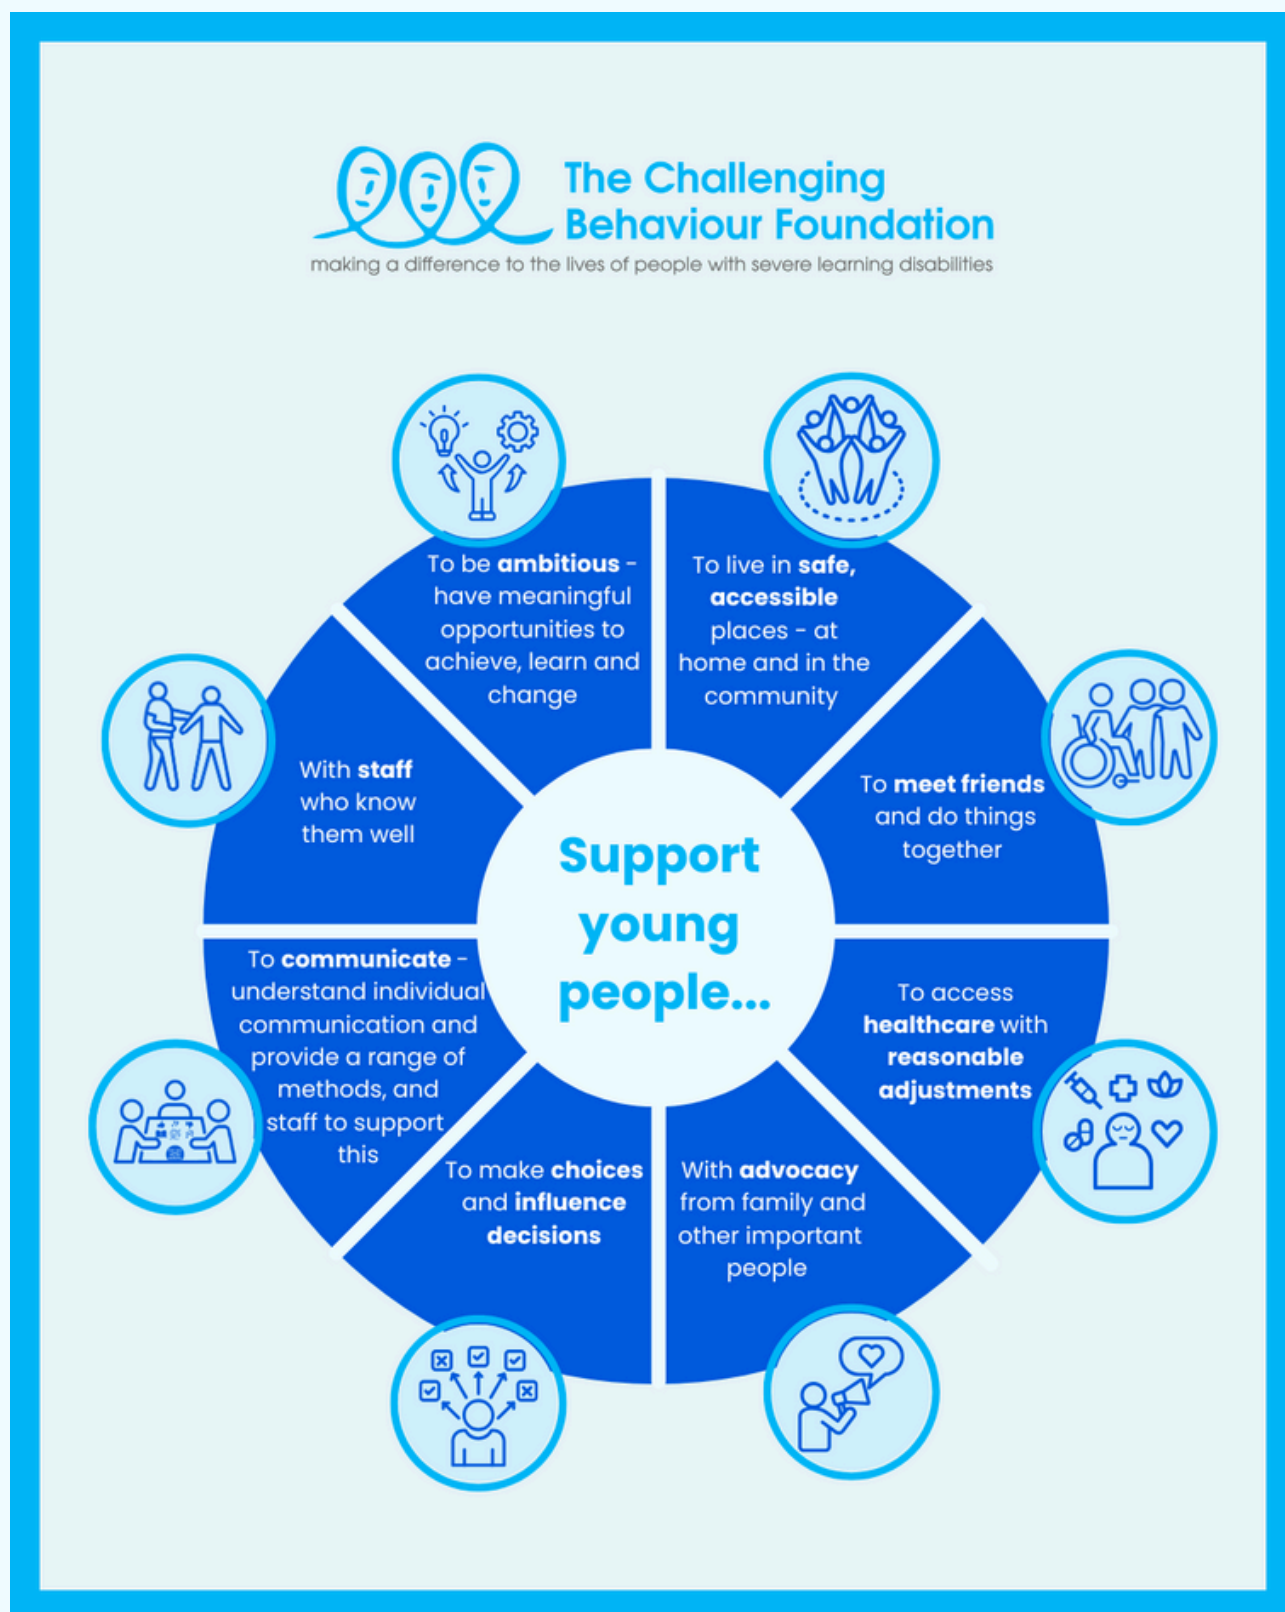 The Challenging
Behaviour Foundation
making a difference to the lives of people with severe learning disabilities
Support
young
people...
To live in safe,
accessible
places - at
home and in the
community
To meet friends
and do things
together
To access
healthcare with
reasonable
adjustments
With advocacy
from family and
other important
people
To make choices
and influence
decisions
To communicate -
understand individual
communication and
provide a range of
methods, and
staff to support
this
With staff
who know
them well
To be ambitious -
have meaningful
opportunities to
achieve, learn and
change